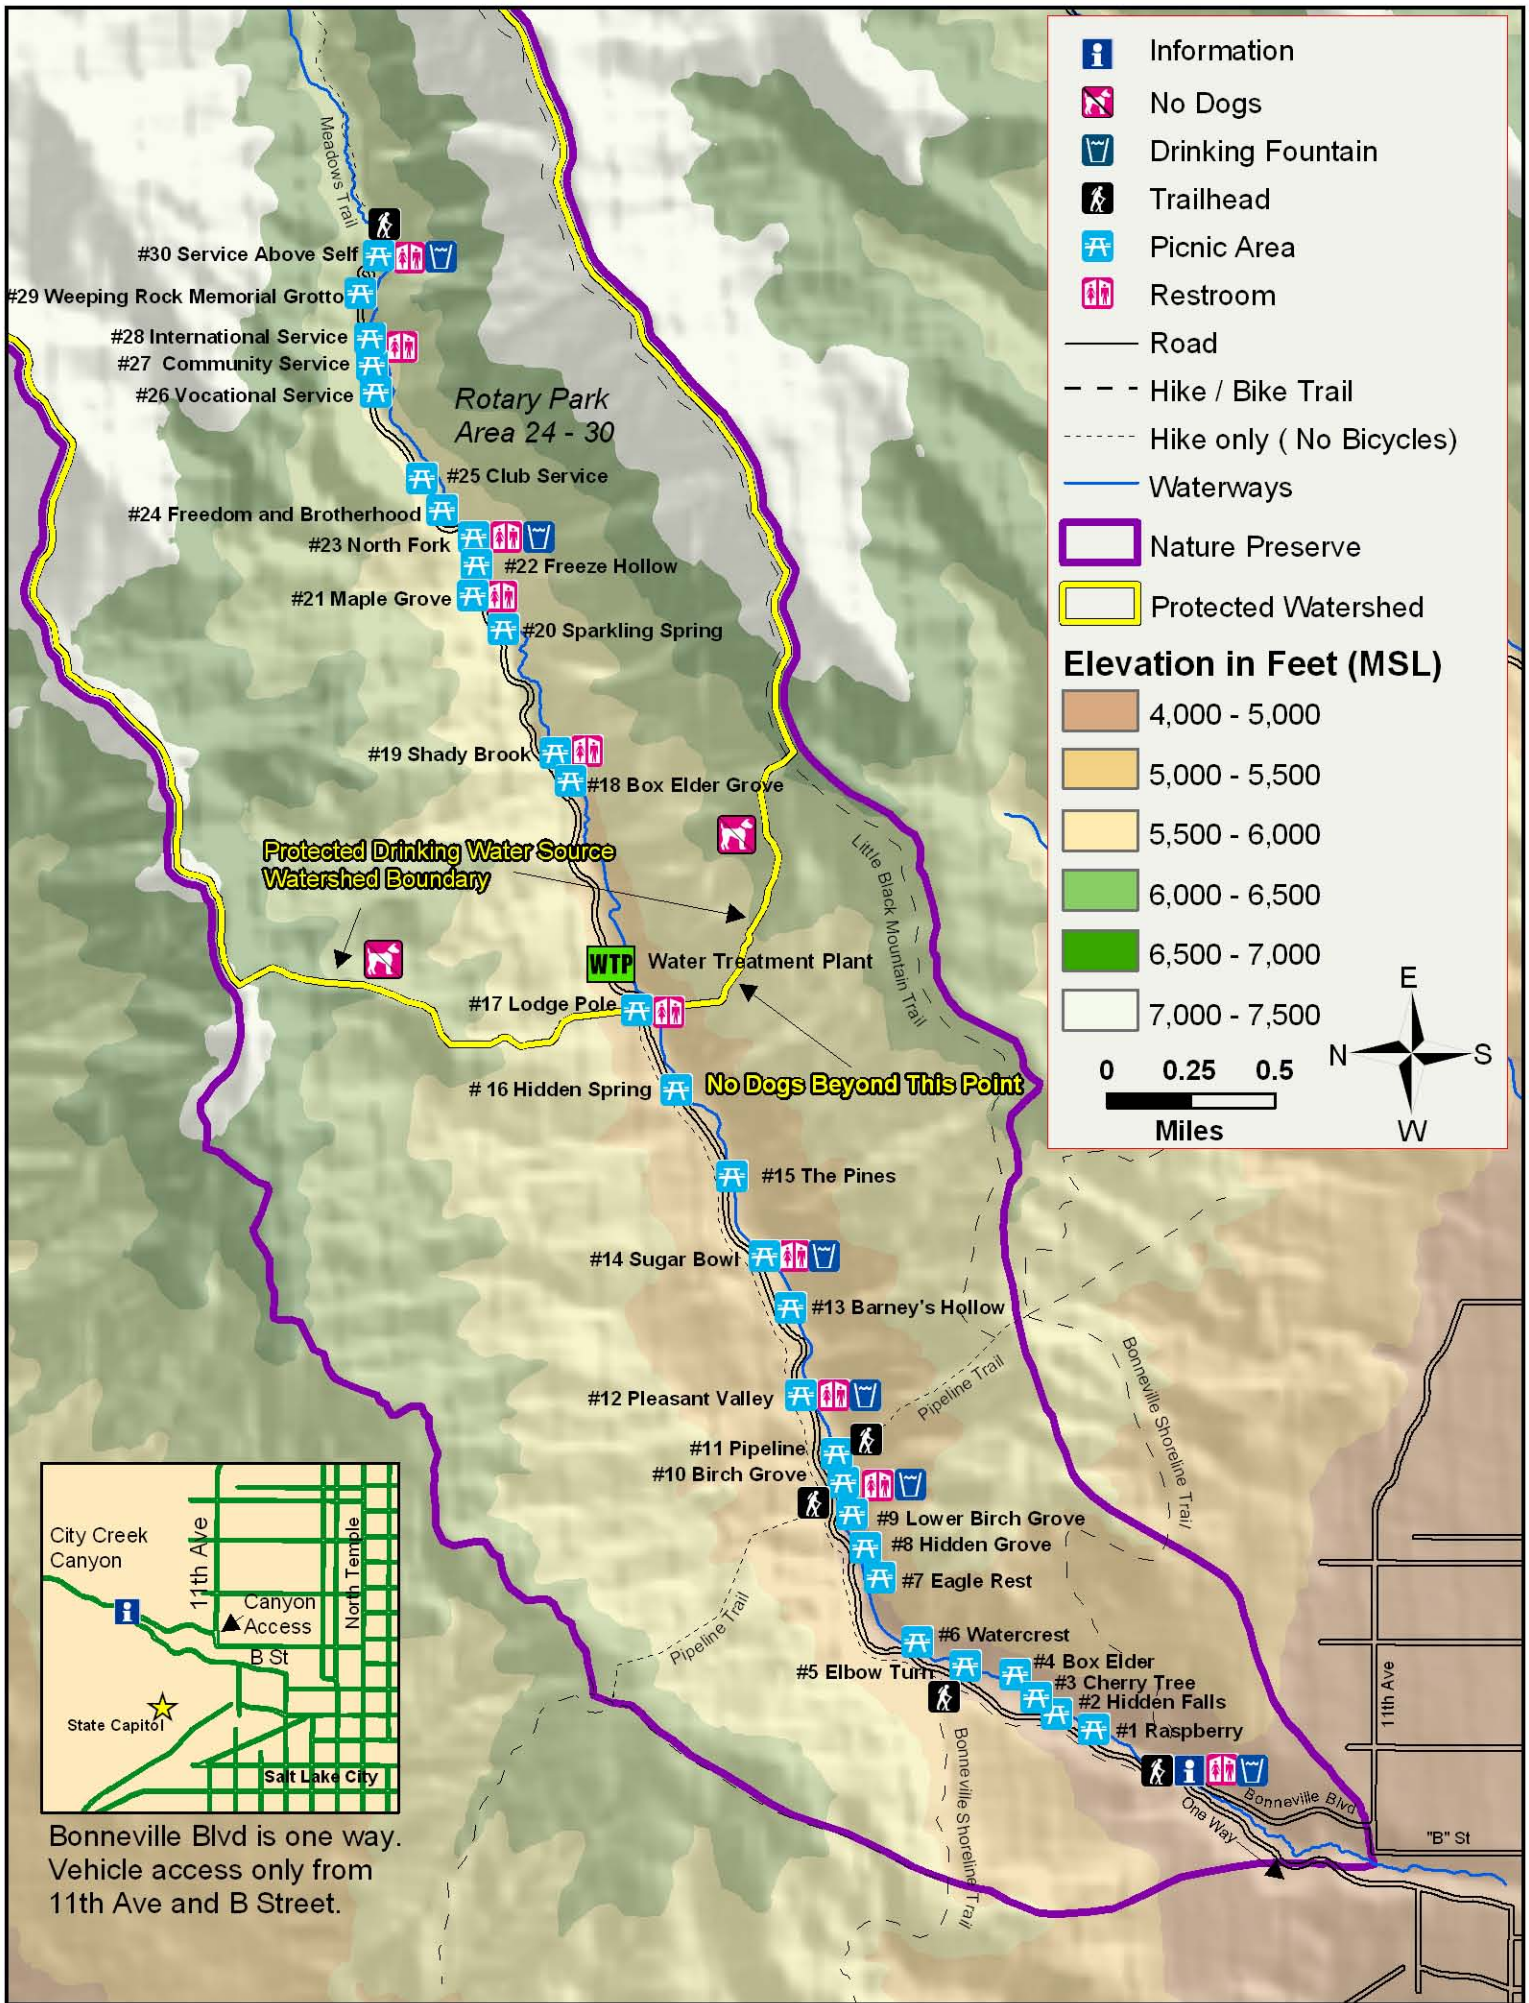 Information
No Dogs
Drinking Fountain
Trailhead
Picnic Area
Restroom
Road
Hike / Bike Trail
Hike only ( No Bicycles)
Waterways
Nature Preserve
Protected Watershed
Elevation in Feet (MSL)
4,000 - 5,000
5,000 - 5,500
5,500 - 6,000
6,000 - 6,500
6,500 - 7,000
7,000 - 7,500
E
N
S
W
0 0.25 0.5
Miles
Meadows Trail
#30 Service Above Self
#29 Weeping Rock Memorial Grotto
#28 International Service
#27 Community Service
#26 Vocational Service
Rotary Park
Area 24 - 30
#25 Club Service
#24 Freedom and Brotherhood
#23 North Fork
#22 Freeze Hollow
#21 Maple Grove
#20 Sparkling Spring
#19 Shady Brook
#18 Box Elder Grove
Protected Drinking Water Source
Watershed Boundary
Little Black Mountain Trail
WTP
Water Treatment Plant
#17 Lodge Pole
No Dogs Beyond This Point
# 16 Hidden Spring
#15 The Pines
#14 Sugar Bowl
#13 Barney's Hollow
Pipeline Trail
Bonneville Shoreline Trail
#12 Pleasant Valley
#11 Pipeline
#10 Birch Grove
#9 Lower Birch Grove
#8 Hidden Grove
#7 Eagle Rest
Pipeline Trail
#6 Watercrest
#5 Elbow Turn
#4 Box Elder
#3 Cherry Tree
#2 Hidden Falls
#1 Raspberry
Bonneville Shoreline Trail
Bonneville Blvd
One Way
11th Ave
"B" St
City Creek
Canyon
11th Ave
North Temple
Canyon
Access
B St
State Capitol
Salt Lake City
Bonneville Blvd is one way.
Vehicle access only from
11th Ave and B Street.